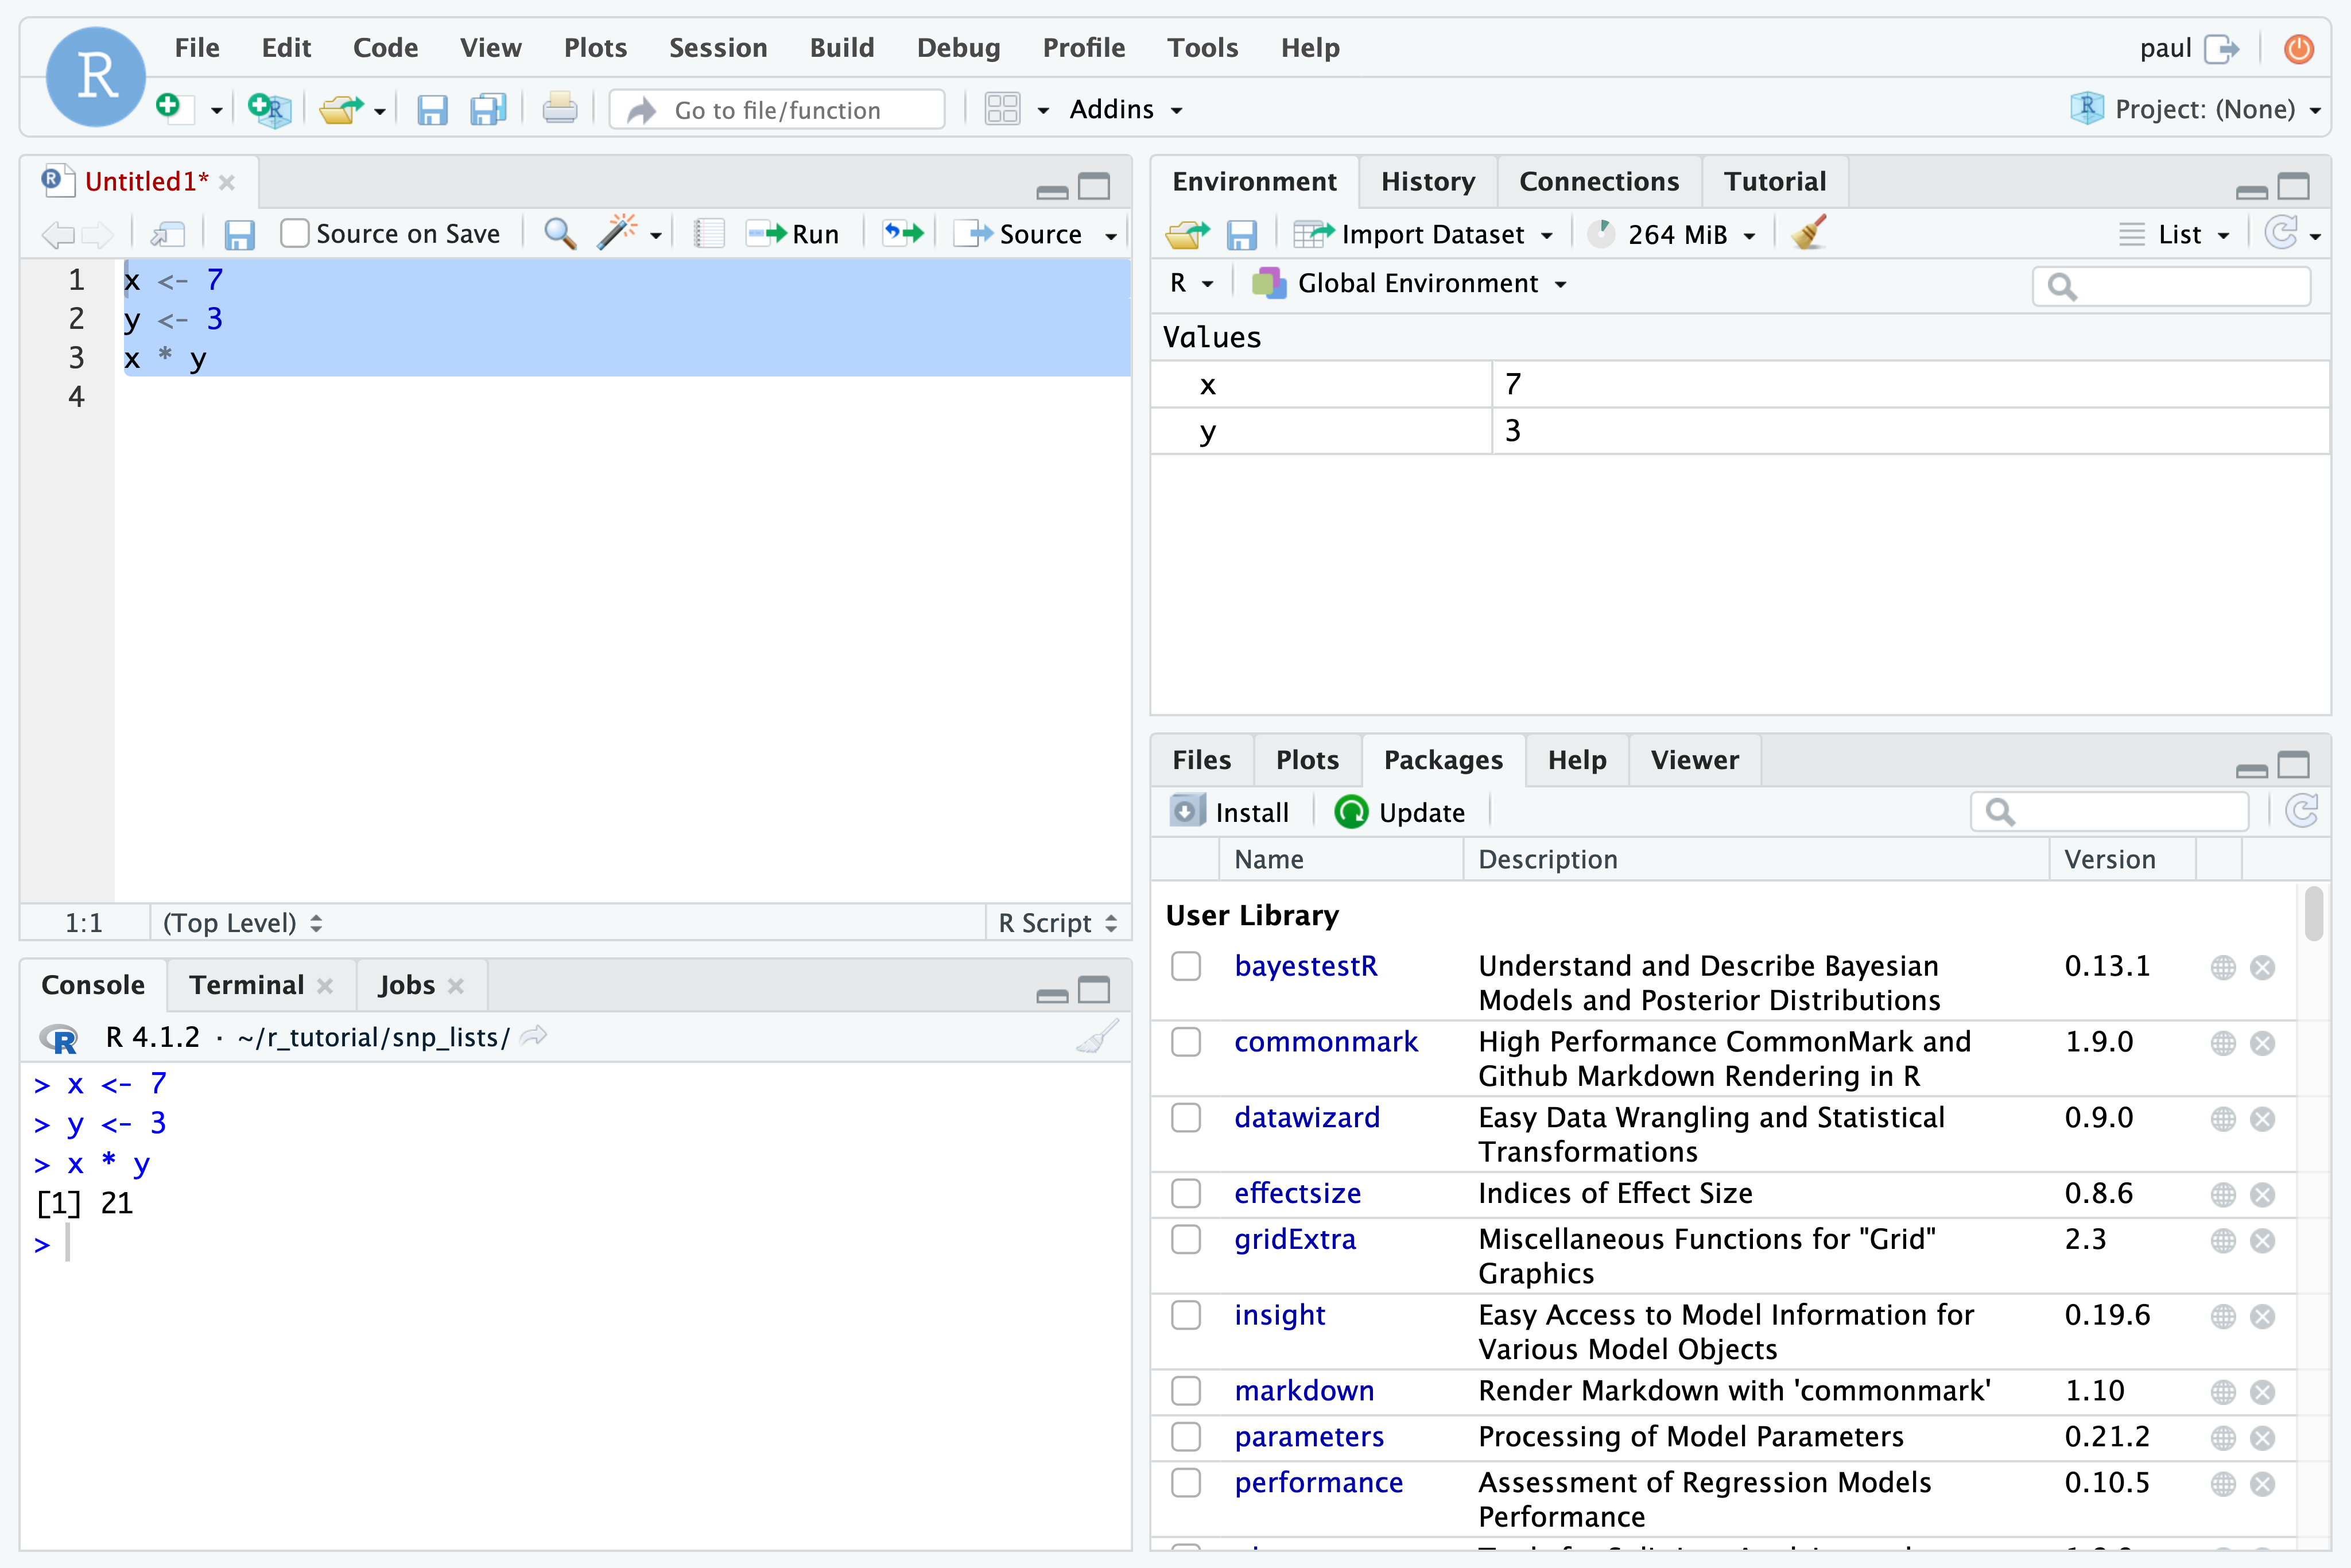 R
File Edit Code View Plots Session Build Debug Profile Tools Help
paul
Go to file/function
Addins
R Project: (None)
R Untitled1*
Source on Save
Run
Source
1 x <- 7
2 y <- 3
3 x * y
4
1:1 (Top Level) R Script
Console Terminal Jobs
R R 4.1.2 · ~/r_tutorial/snp_lists/
> x <- 7
> y <- 3
> x * y
[1] 21
>
Environment History Connections Tutorial
Import Dataset 264 MiB List
R Global Environment
Values
x 7
y 3
Files Plots Packages Help Viewer
Install Update
Name Description Version
User Library
bayestestR Understand and Describe Bayesian 0.13.1
Models and Posterior Distributions
commonmark High Performance CommonMark and 1.9.0
Github Markdown Rendering in R
datawizard Easy Data Wrangling and Statistical 0.9.0
Transformations
effectsize Indices of Effect Size 0.8.6
gridExtra Miscellaneous Functions for "Grid" 2.3
Graphics
insight Easy Access to Model Information for 0.19.6
Various Model Objects
markdown Render Markdown with 'commonmark' 1.10
parameters Processing of Model Parameters 0.21.2
performance Assessment of Regression Models 0.10.5
Performance